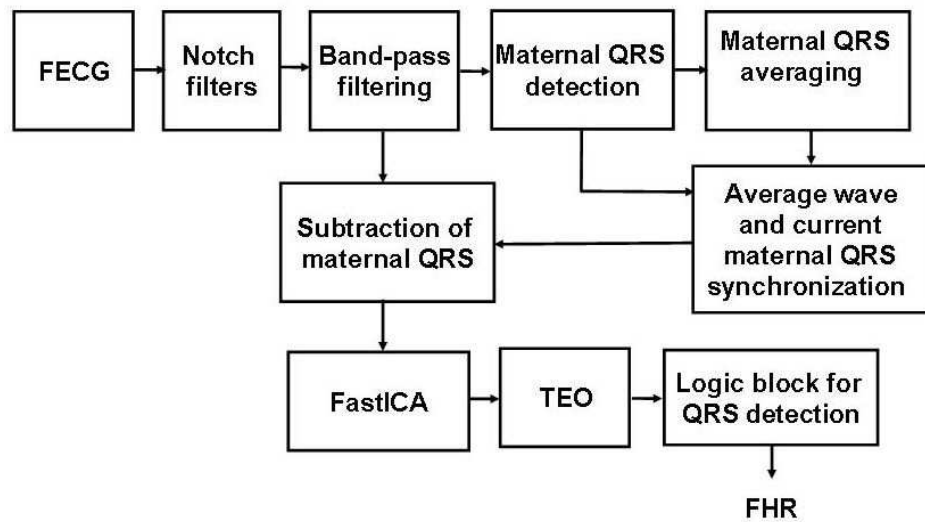 FECG
Notch
filters
Band-pass
filtering
Maternal QRS
detection
Maternal QRS
averaging
Average wave
and current
maternal QRS
synchronization
Subtraction of
maternal QRS
FastICA
TEO
Logic block for
QRS detection
FHR